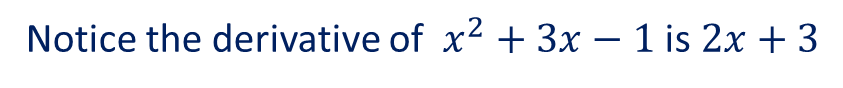 Notice the derivative of x² + 3x − 1 is 2x + 3